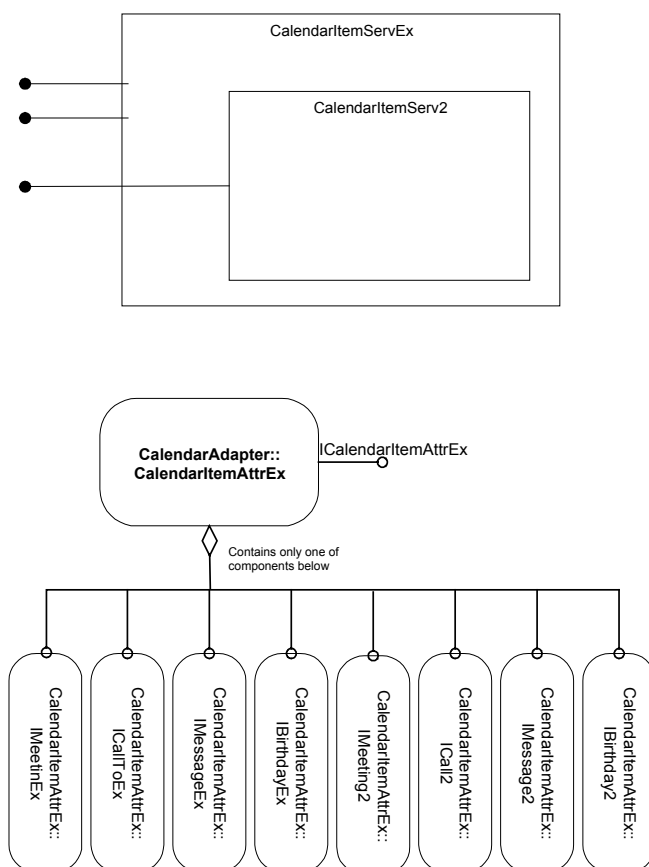 CalendarItemServEx
CalendarItemServ2
CalendarAdapter::
CalendarItemAttrEx
ICalendarItemAttrEx
Contains only one of
components below
CalendarItemAttrEx::
IMeetinEx
CalendarItemAttrEx::
ICallToEx
CalendarItemAttrEx::
IMessageEx
CalendarItemAttrEx::
IBirthdayEx
CalendarItemAttrEx::
IMeeting2
CalendarItemAttrEx::
ICall2
CalendarItemAttrEx::
IMessage2
CalendarItemAttrEx::
IBirthday2